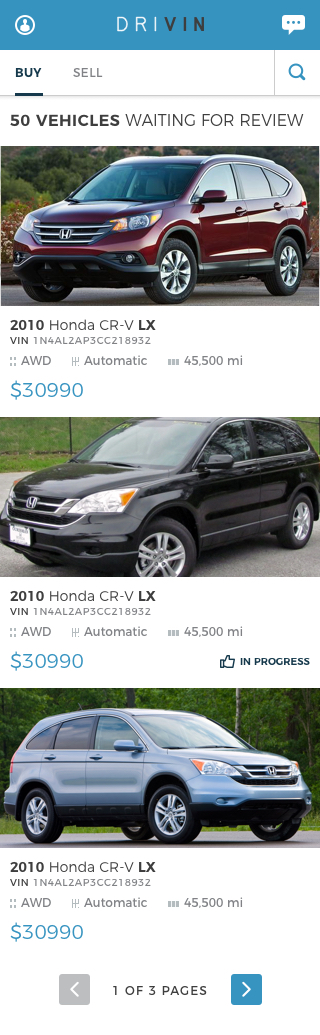 DRIVIN
BUY SELL
50 VEHICLES WAITING FOR REVIEW
2010 Honda CR-V LX
VIN 1N4AL2AP3CC218932
AWD Automatic 45,500 mi
$30990
2010 Honda CR-V LX
VIN 1N4AL2AP3CC218932
AWD Automatic 45,500 mi
$30990 IN PROGRESS
2010 Honda CR-V LX
VIN 1N4AL2AP3CC218932
AWD Automatic 45,500 mi
$30990
1 OF 3 PAGES